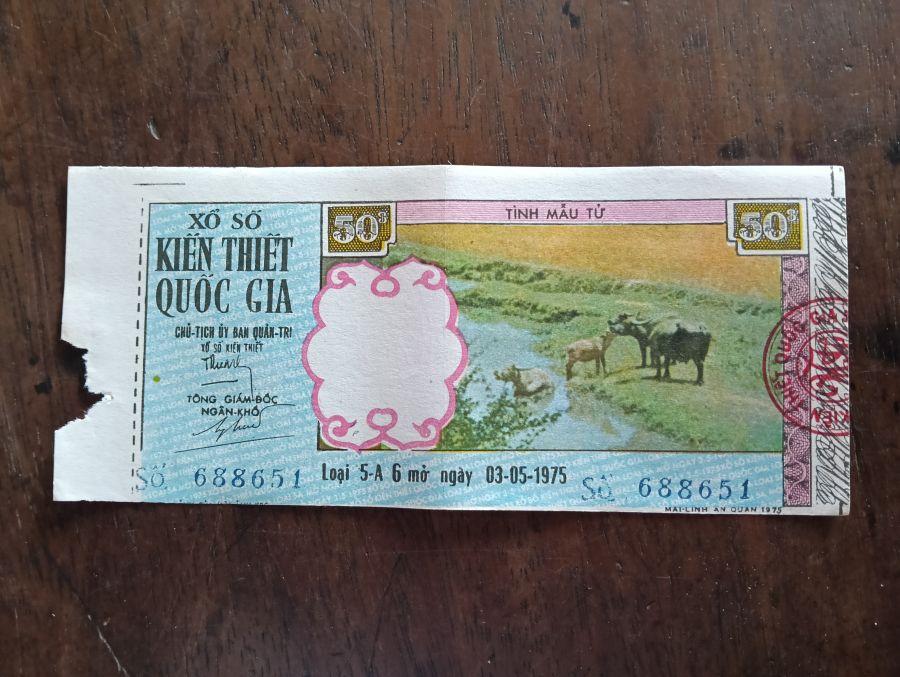 XỔ SỐ
KIẾN THIẾT
QUỐC GIA
CHỦ-TỊCH ỦY BAN QUẢN-TRỊ
XỔ SỐ KIẾN THIẾT
TỔNG GIÁM-ĐỐC
NGÂN-KHỐ
50$
TÌNH MẪU TỬ
50$
Số 688651
Loại 5-A 6 mở ngày 03-05-1975
Số 688651
MAI-LINH ẤN QUÁN 1975